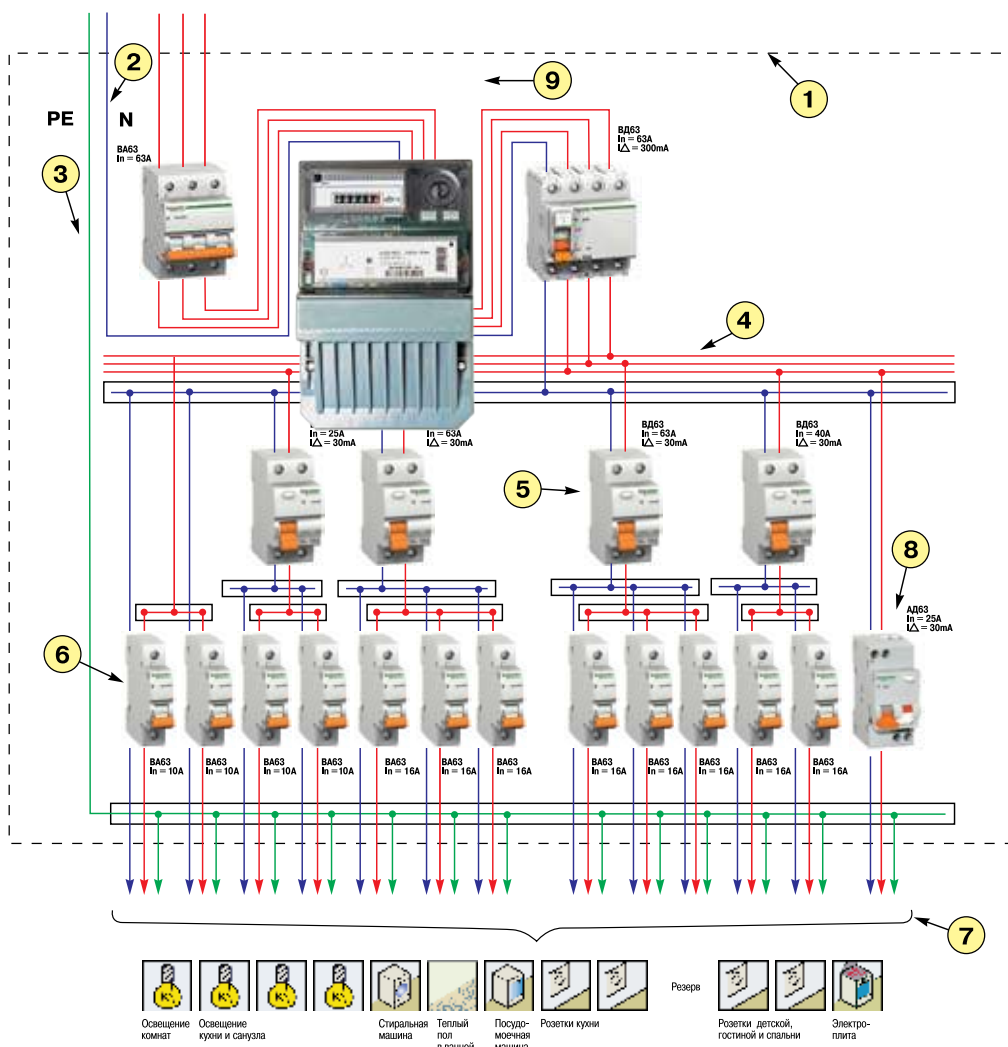 1
2
9
PE
N
ВА63
In = 63A
ВД63
In = 63A
I△ = 300mA
3
4
In = 25A
I△ = 30mA
In = 63A
I△ = 30mA
ВД63
In = 63A
I△ = 30mA
ВД63
In = 40A
I△ = 30mA
5
8
АД63
In = 25A
I△ = 30mA
6
ВА63
In = 10A
ВА63
In = 10A
ВА63
In = 10A
ВА63
In = 10A
ВА63
In = 16A
ВА63
In = 16A
ВА63
In = 16A
ВА63
In = 16A
ВА63
In = 16A
ВА63
In = 16A
ВА63
In = 16A
ВА63
In = 16A
7
Освещение
комнат
Освещение
кухни и санузла
Стиральная
машина
Теплый
пол
в ванной
Посудо-
моечная
машина
Розетки кухни
Резерв
Розетки детской,
гостиной и спальни
Электро-
плита